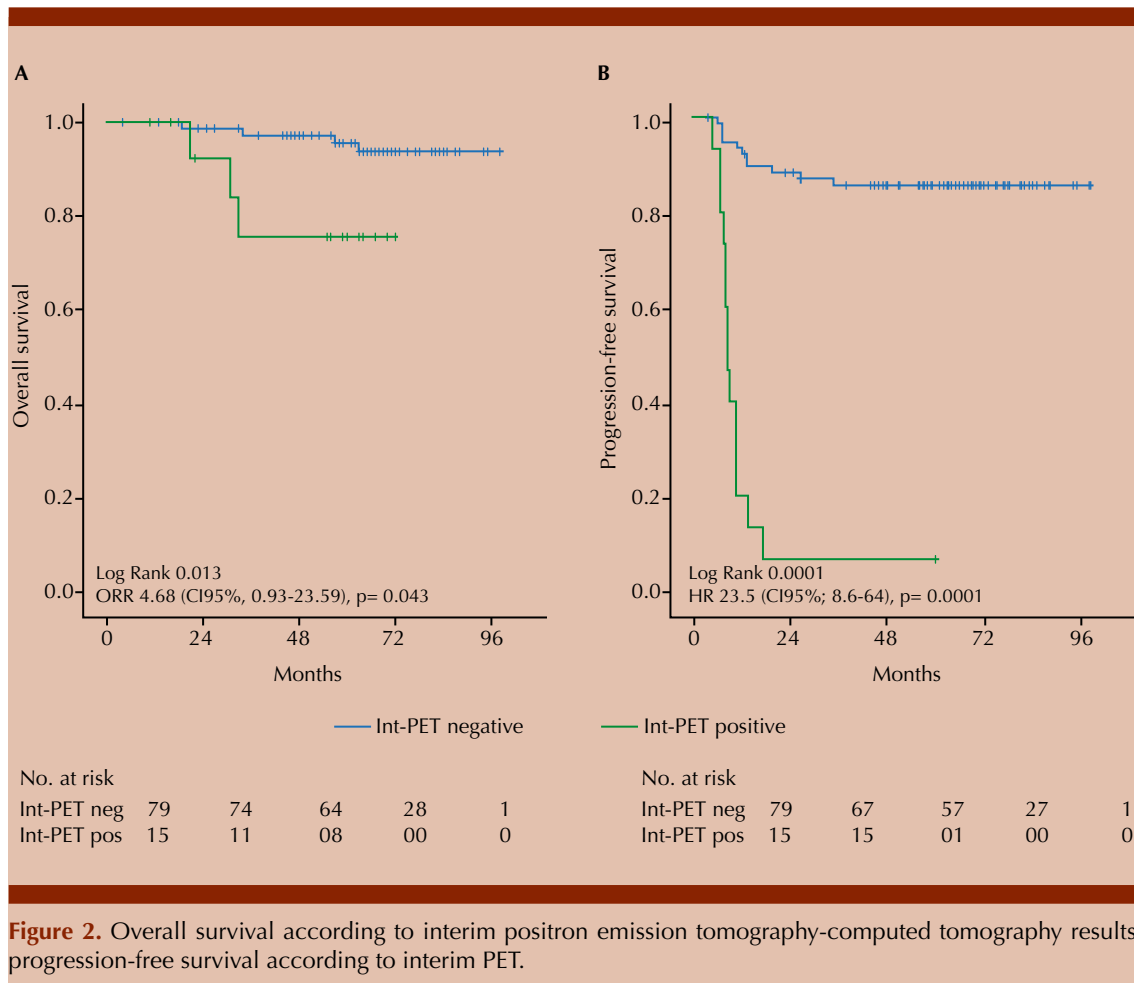 A
B
Overall survival
1.0
0.8
0.6
0.4
0.2
0.0
Log Rank 0.013
ORR 4.68 (CI95%, 0.93-23.59), p= 0.043
0 24 48 72 96
Months
Progression-free survival
1.0
0.8
0.6
0.4
0.2
0.0
Log Rank 0.0001
HR 23.5 (CI95%; 8.6-64), p= 0.0001
0 24 48 72 96
Months
Int-PET negative
Int-PET positive
No. at risk
Int-PET neg 79 74 64 28 1
Int-PET pos 15 11 08 00 0
No. at risk
Int-PET neg 79 67 57 27 1
Int-PET pos 15 15 01 00 0
Figure 2. Overall survival according to interim positron emission tomography-computed tomography results
progression-free survival according to interim PET.